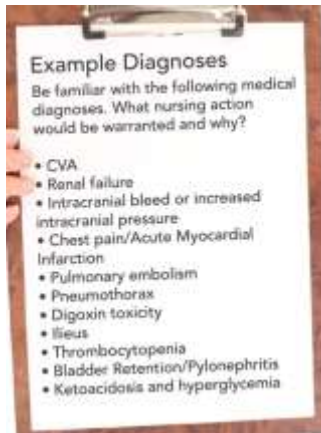 Example Diagnoses
Be familiar with the following medical
diagnoses. What nursing action
would be warranted and why?
• CVA
• Renal failure
• Intracranial bleed or increased
intracranial pressure
• Chest pain/Acute Myocardial
Infarction
• Pulmonary embolism
• Pneumothorax
• Digoxin toxicity
• Ileus
• Thrombocytopenia
• Bladder Retention/Pylonephritis
• Ketoacidosis and hyperglycemia